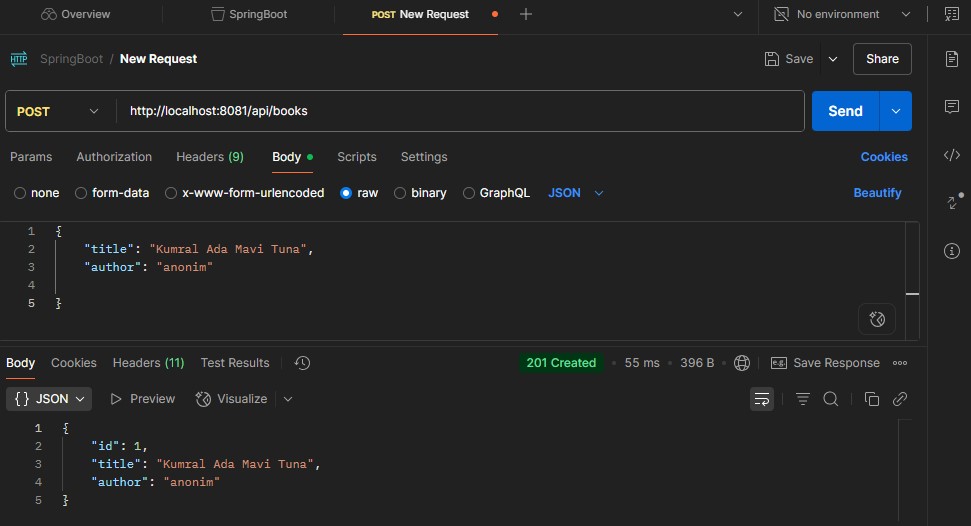 Overview SpringBoot POST New Request No environment
HTTP SpringBoot / New Request Save Share
POST http://localhost:8081/api/books Send
Params Authorization Headers (9) Body Scripts Settings Cookies
none form-data x-www-form-urlencoded raw binary GraphQL JSON Beautify
1 {
2 "title": "Kumral Ada Mavi Tuna",
3 "author": "anonim"
4
5 }
Body Cookies Headers (11) Test Results 201 Created 55 ms 396 B e.g. Save Response
{} JSON Preview Visualize
1 {
2 "id": 1,
3 "title": "Kumral Ada Mavi Tuna",
4 "author": "anonim"
5 }